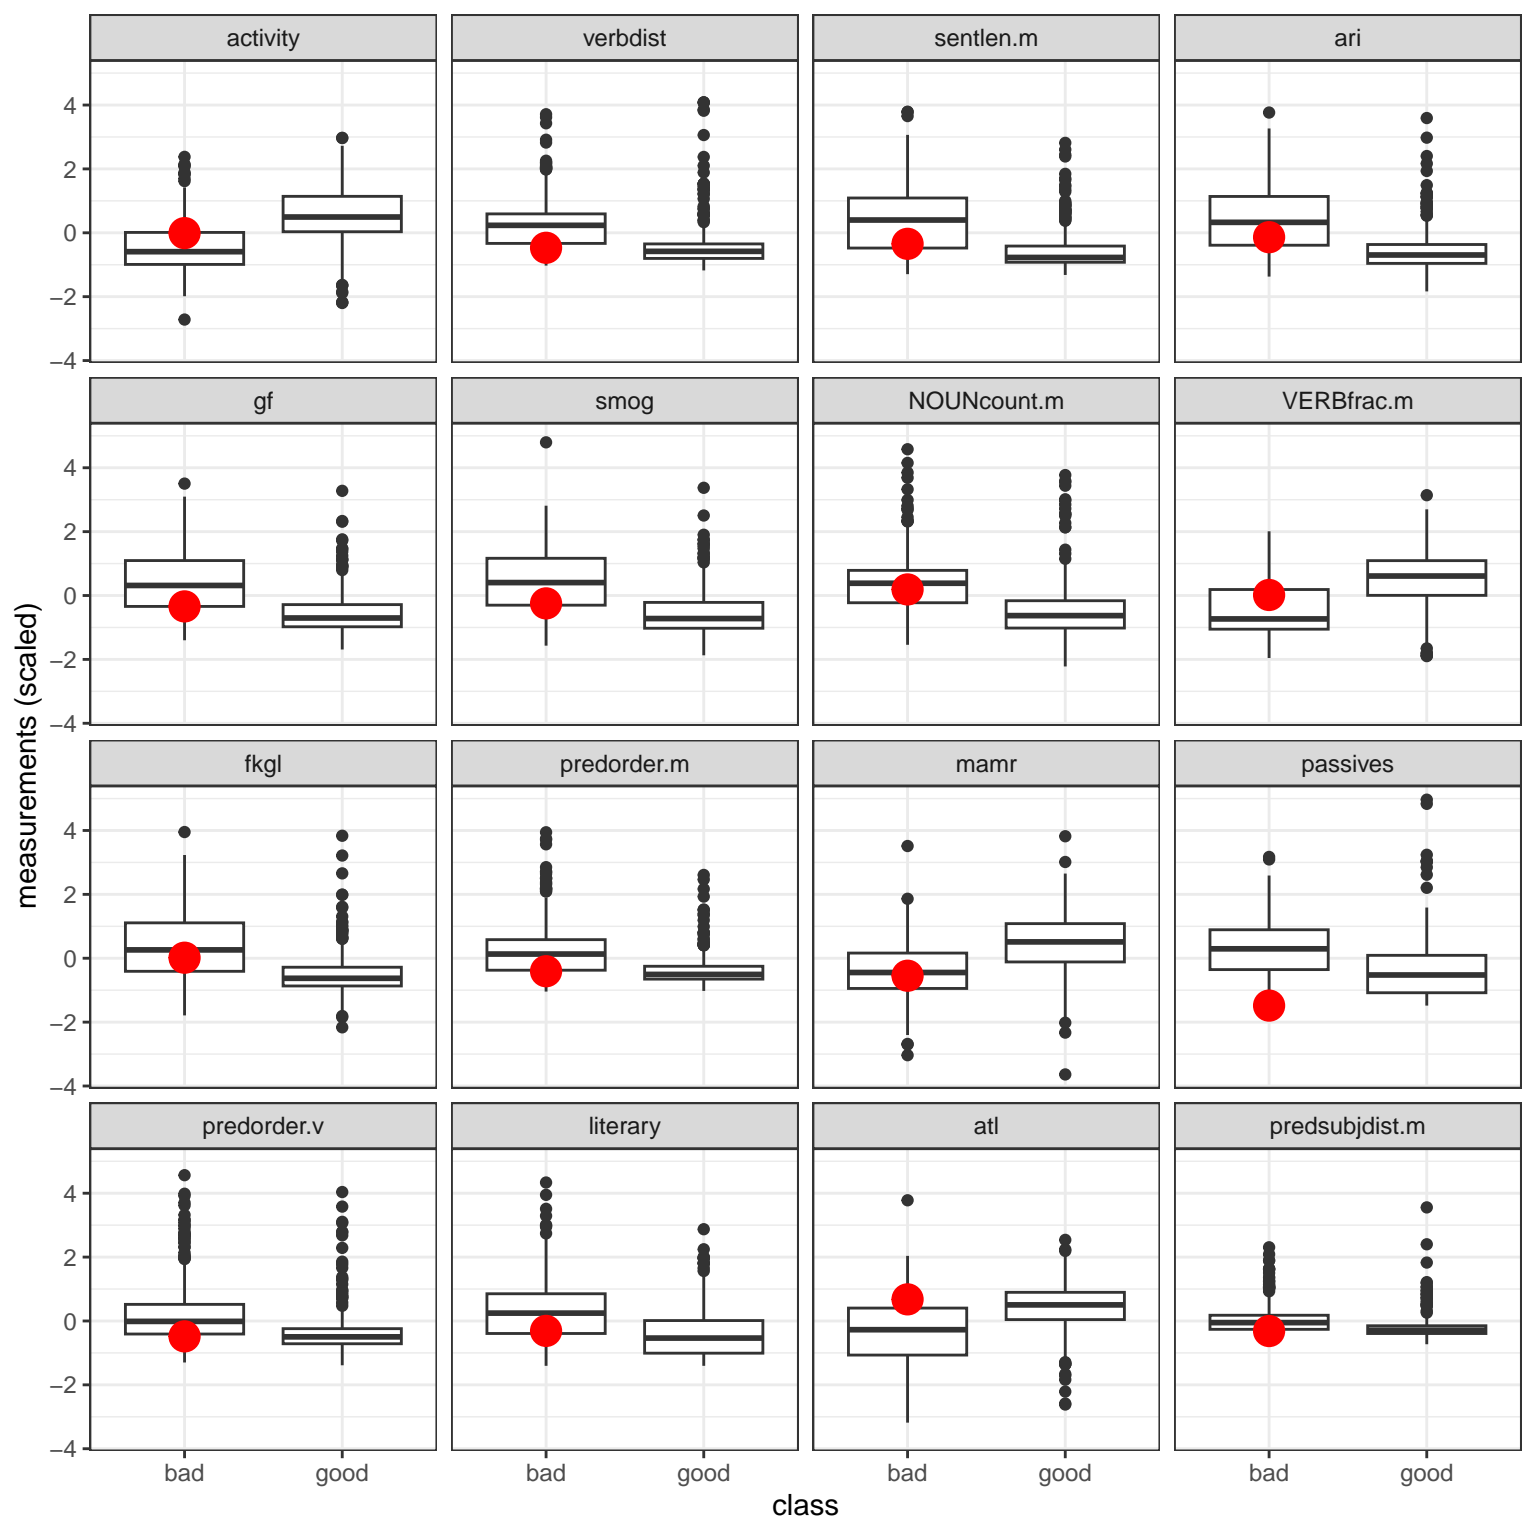 activity verbdist sentlen.m ari
4
2
0
−2
−4
gf smog NOUNcount.m VERBfrac.m
4
2
0
−2
−4
fkgl predorder.m mamr passives
4
2
0
−2
−4
predorder.v literary atl predsubjdist.m
4
2
0
−2
−4
measurements (scaled)
bad good bad good bad good bad good
class